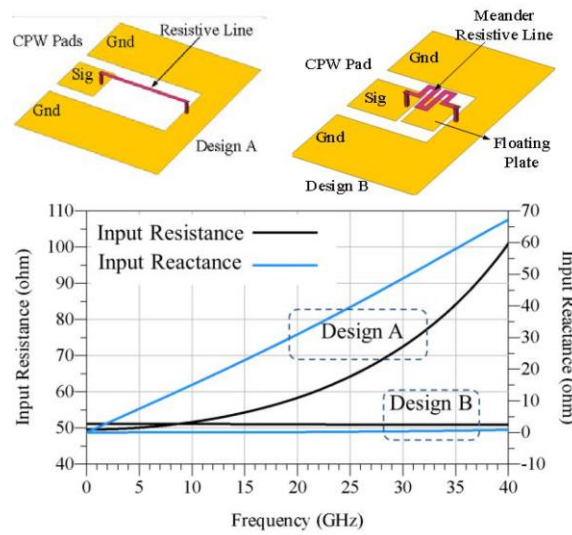 CPW Pads
Gnd
Resistive Line
Sig
Gnd
Design A
Meander
Resistive Line
Gnd
CPW Pad
Sig
Gnd
Floating
Plate
Design B
110
100
90
80
70
60
50
40
Input Resistance (ohm)
Input Resistance
Input Reactance
Design A
Design B
70
60
50
40
30
20
10
0
-10
Input Reactance (ohm)
0 5 10 15 20 25 30 35 40
Frequency (GHz)